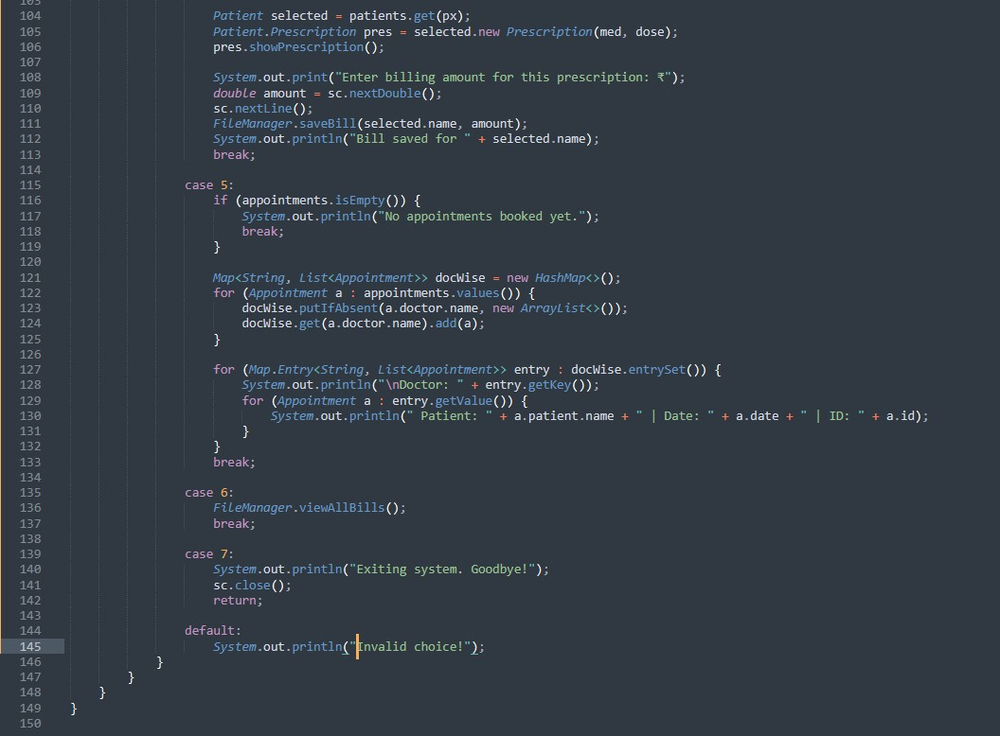 103
104 Patient selected = patients.get(px);
105 Patient.Prescription pres = selected.new Prescription(med, dose);
106 pres.showPrescription();
107
108 System.out.print("Enter billing amount for this prescription: ₹");
109 double amount = sc.nextDouble();
110 sc.nextLine();
111 FileManager.saveBill(selected.name, amount);
112 System.out.println("Bill saved for " + selected.name);
113 break;
114
115 case 5:
116 if (appointments.isEmpty()) {
117 System.out.println("No appointments booked yet.");
118 break;
119 }
120
121 Map<String, List<Appointment>> docWise = new HashMap<>();
122 for (Appointment a : appointments.values()) {
123 docWise.putIfAbsent(a.doctor.name, new ArrayList<>());
124 docWise.get(a.doctor.name).add(a);
125 }
126
127 for (Map.Entry<String, List<Appointment>> entry : docWise.entrySet()) {
128 System.out.println("\nDoctor: " + entry.getKey());
129 for (Appointment a : entry.getValue()) {
130 System.out.println(" Patient: " + a.patient.name + " | Date: " + a.date + " | ID: " + a.id);
131 }
132 }
133 break;
134
135 case 6:
136 FileManager.viewAllBills();
137 break;
138
139 case 7:
140 System.out.println("Exiting system. Goodbye!");
141 sc.close();
142 return;
143
144 default:
145 System.out.println("Invalid choice!");
146 }
147 }
148 }
149 }
150